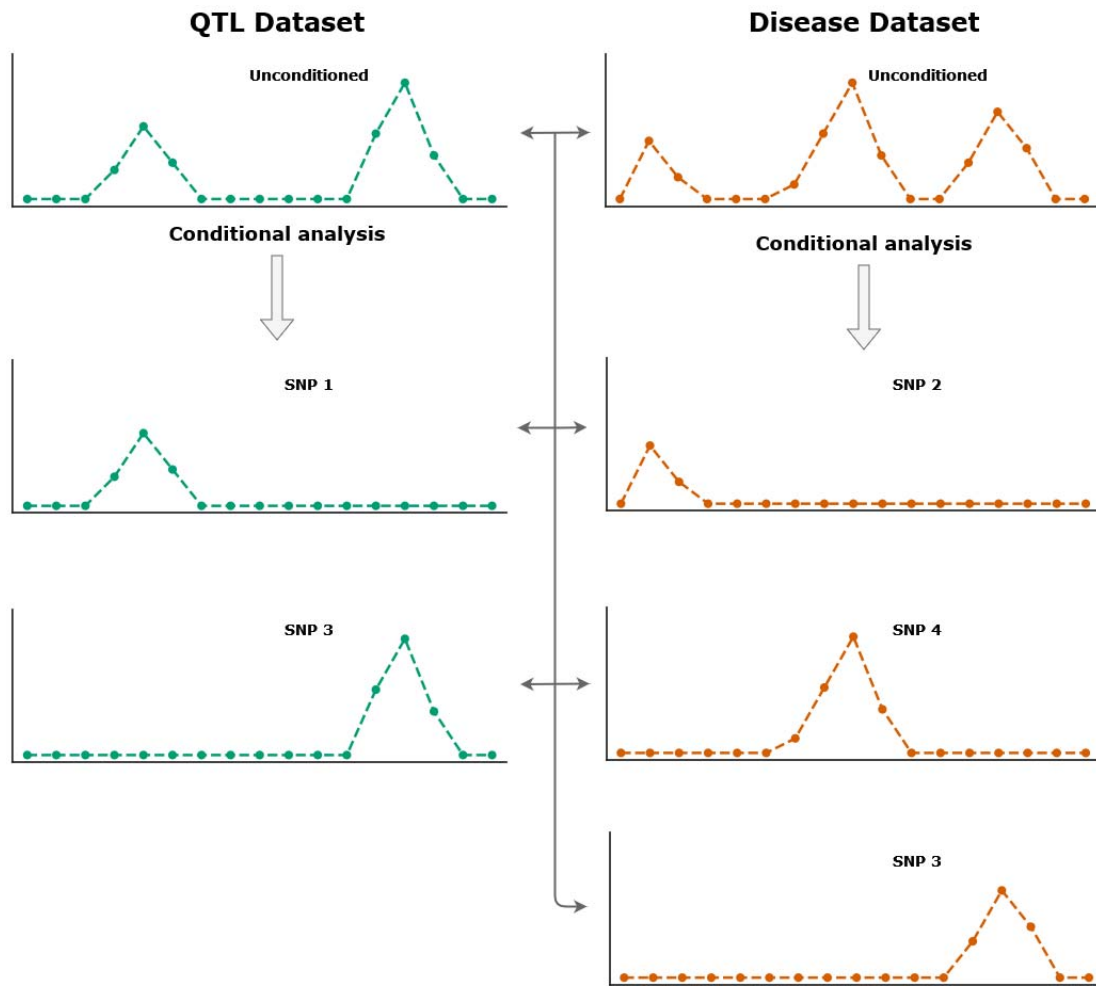 QTL Dataset
Disease Dataset
Unconditioned
Unconditioned
Conditional analysis
Conditional analysis
SNP 1
SNP 2
SNP 3
SNP 4
SNP 3